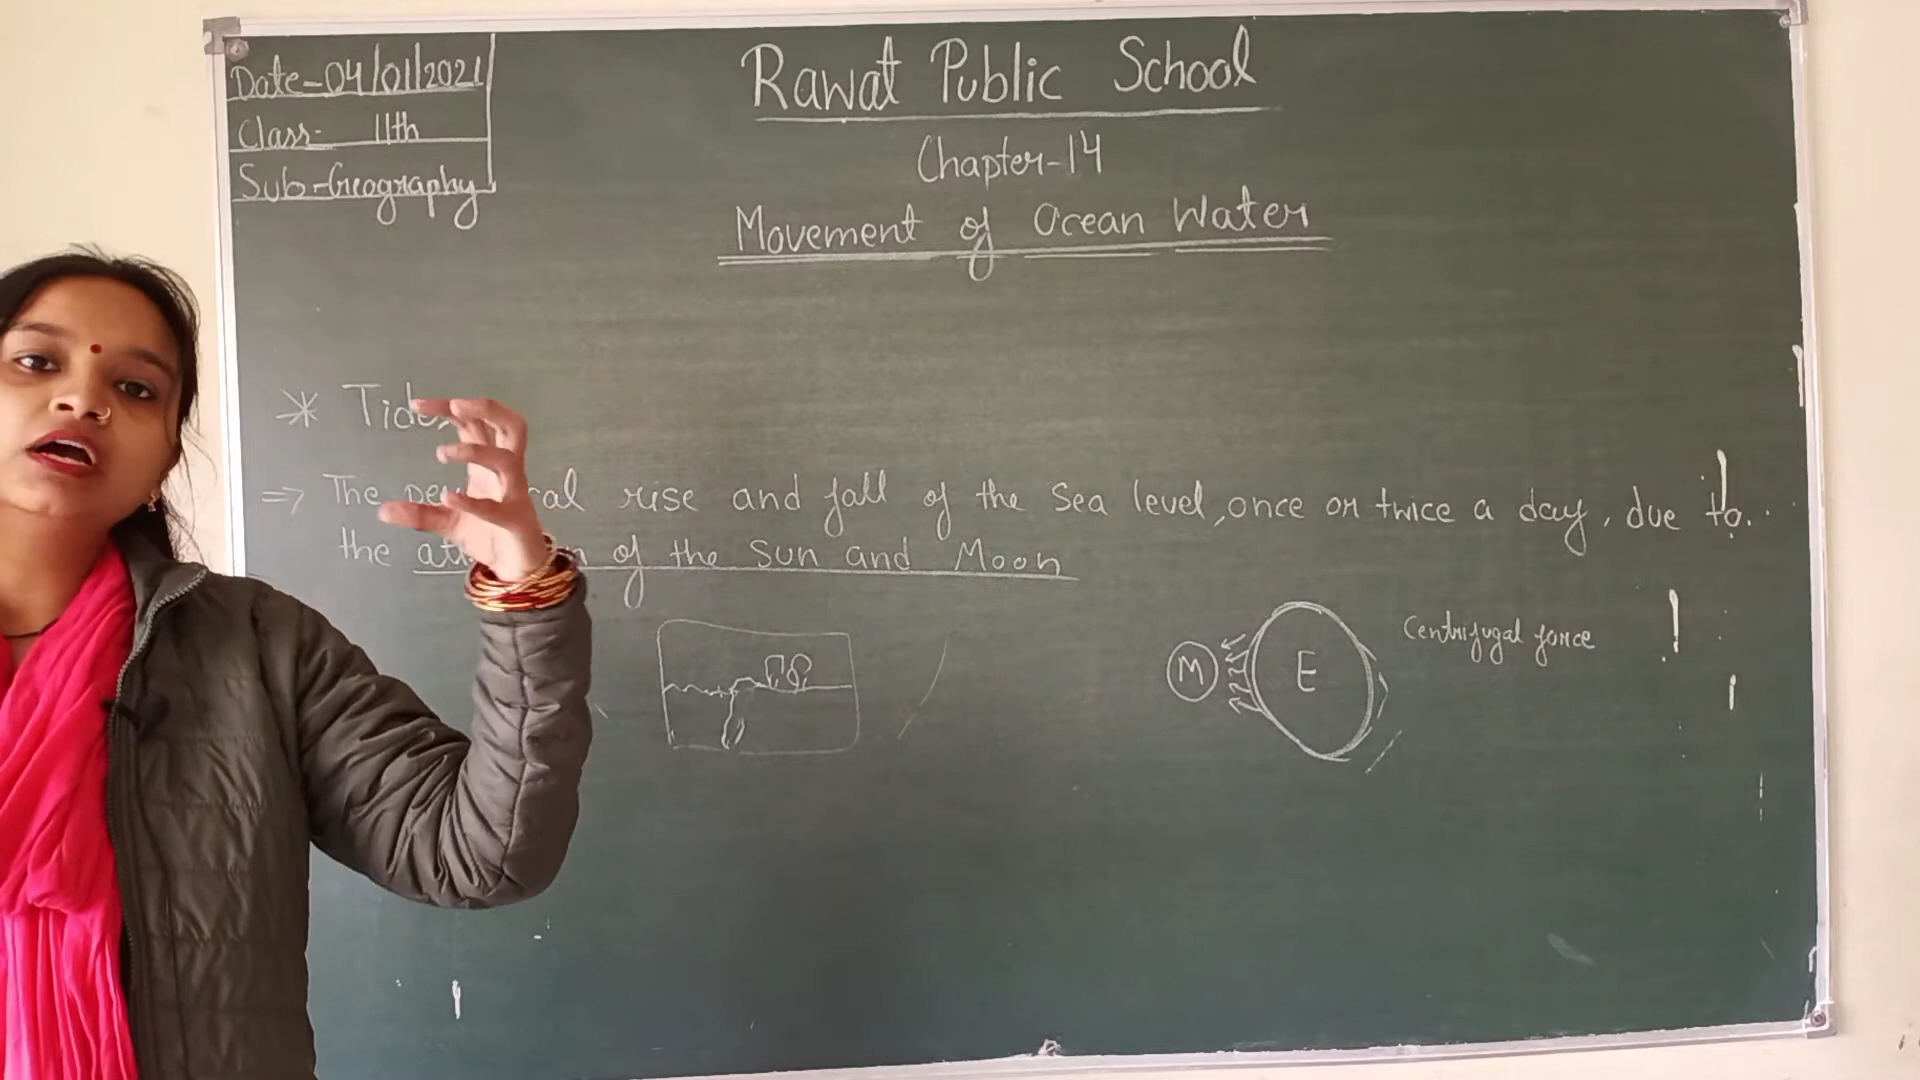 Date-04/01/2021
Class- 11th
Sub-Geography
Rawat Public School
Chapter-14
Movement of Ocean Water
* Tides
⇒ The rise and fall of the Sea level, once or twice a day, due to
the of the Sun and Moon
M
E
Centrifugal force